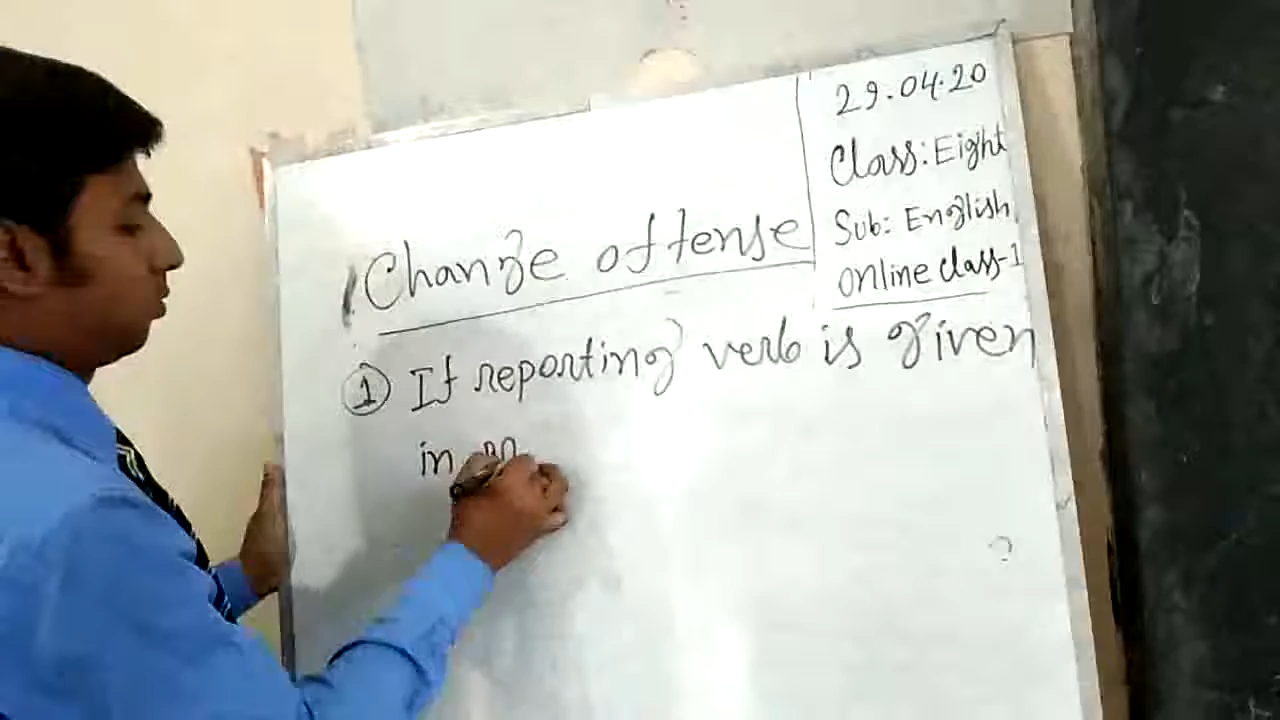 29.04.20
Class: Eight
Sub: English
Online class-1
Change of tense
① If reporting verb is given
in